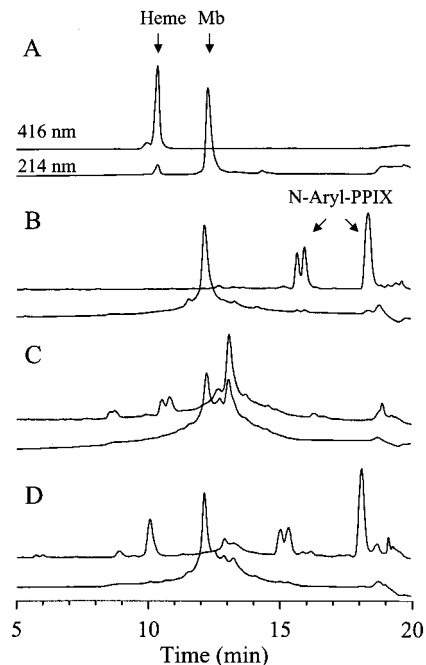 Heme Mb
A
416 nm
214 nm
N-Aryl-PPIX
B
C
D
5 10 15 20
Time (min)